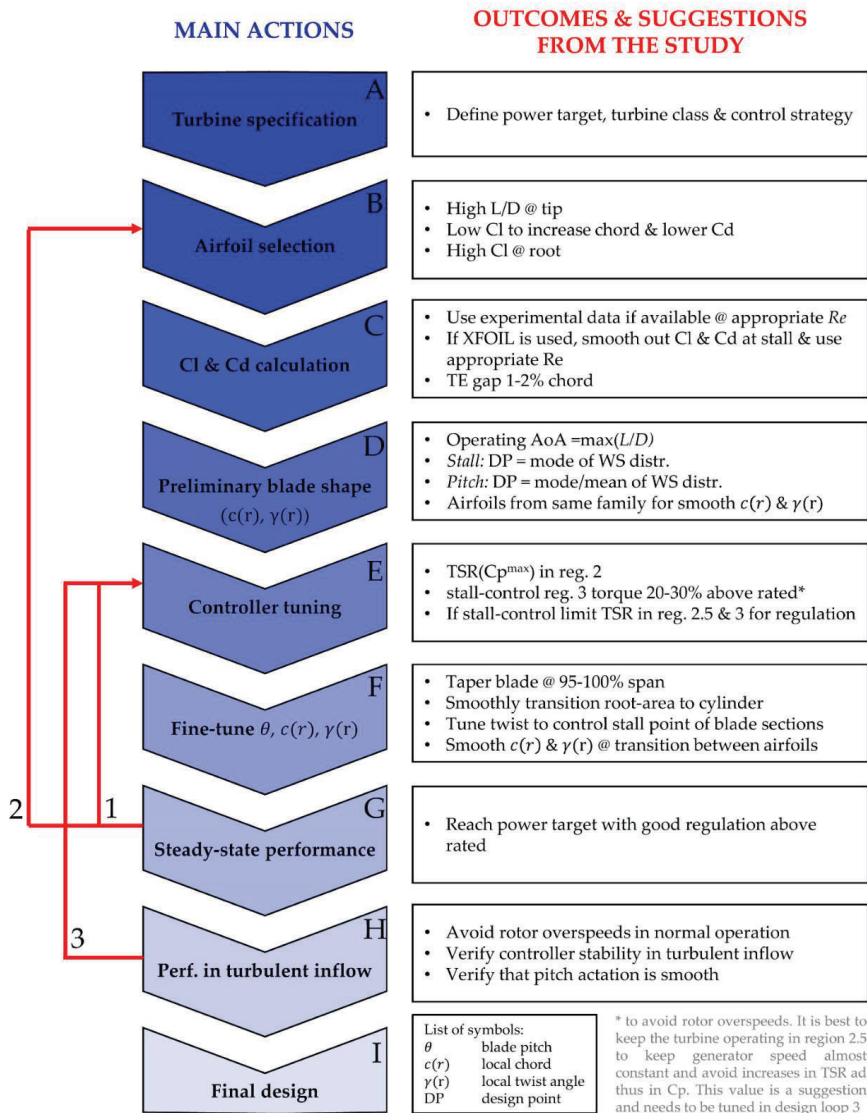 MAIN ACTIONS
OUTCOMES & SUGGESTIONS
FROM THE STUDY
A
Turbine specification
• Define power target, turbine class & control strategy
B
Airfoil selection
• High L/D @ tip
• Low Cl to increase chord & lower Cd
• High Cl @ root
C
Cl & Cd calculation
• Use experimental data if available @ appropriate Re
• If XFOIL is used, smooth out Cl & Cd at stall & use
appropriate Re
• TE gap 1-2% chord
D
Preliminary blade shape
(c(r), γ(r))
• Operating AoA =max(L/D)
• Stall: DP = mode of WS distr.
• Pitch: DP = mode/mean of WS distr.
• Airfoils from same family for smooth c(r) & γ(r)
E
Controller tuning
• TSR(Cpᵐᵃˣ) in reg. 2
• stall-control reg. 3 torque 20-30% above rated*
• If stall-control limit TSR in reg. 2.5 & 3 for regulation
F
Fine-tune θ, c(r), γ(r)
• Taper blade @ 95-100% span
• Smoothly transition root-area to cylinder
• Tune twist to control stall point of blade sections
• Smooth c(r) & γ(r) @ transition between airfoils
2
1
G
Steady-state performance
• Reach power target with good regulation above
rated
3
H
Perf. in turbulent inflow
• Avoid rotor overspeeds in normal operation
• Verify controller stability in turbulent inflow
• Verify that pitch actation is smooth
I
Final design
List of symbols:
θ blade pitch
c(r) local chord
γ(r) local twist angle
DP design point
* to avoid rotor overspeeds. It is best to
keep the turbine operating in region 2.5
to keep generator speed almost
constant and avoid increases in TSR ad
thus in Cp. This value is a suggestion
and needs to be tuned in design loop 3